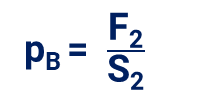 p_B = F_2 / S_2